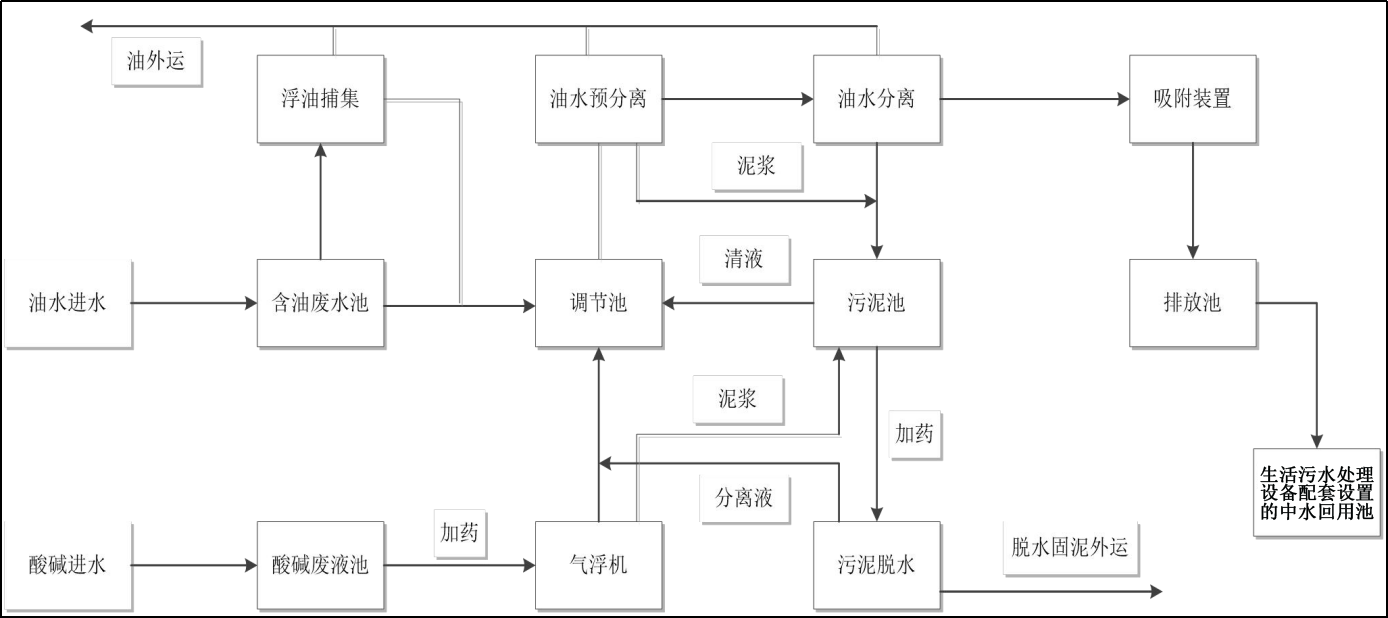 油外运
浮油捕集
油水预分离
油水分离
吸附装置
泥浆
清液
油水进水
含油废水池
调节池
污泥池
排放池
泥浆
加药
生活污水处理
设备配套设置
的中水回用池
分离液
加药
酸碱进水
酸碱废液池
气浮机
污泥脱水
脱水固泥外运